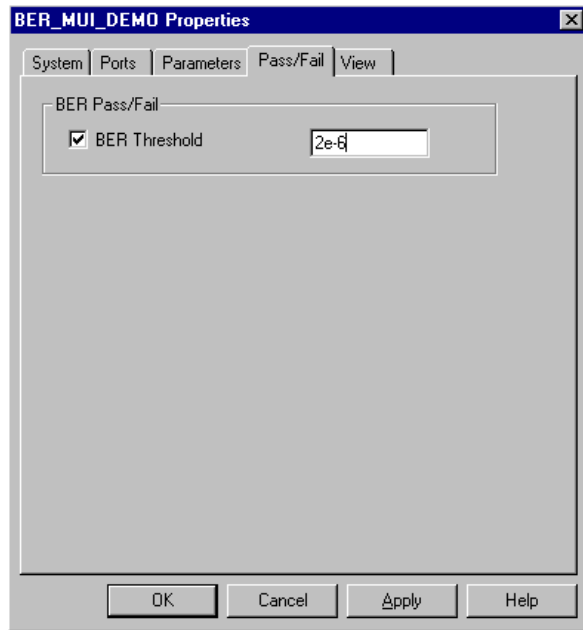 BER_MUI_DEMO Properties
System Ports Parameters Pass/Fail View
BER Pass/Fail
BER Threshold 2e-6
OK Cancel Apply Help